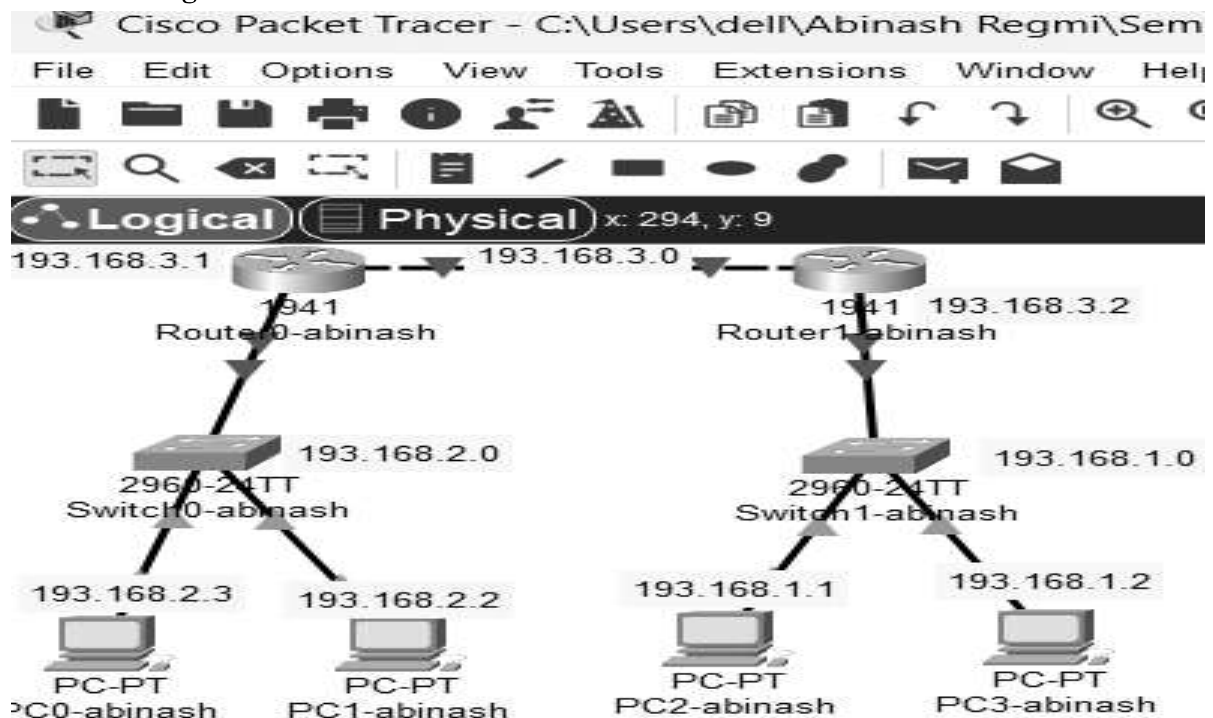 Cisco Packet Tracer - C:\Users\dell\Abinash Regmi\Sem
File Edit Options View Tools Extensions Window Help
Logical Physical x: 294, y: 9
193.168.3.1 193.168.3.0
1941 1941 193.168.3.2
Router0-abinash Router1-abinash
193.168.2.0 193.168.1.0
2960-24TT 2960-24TT
Switch0-abinash Switch1-abinash
193.168.2.3 193.168.2.2 193.168.1.1 193.168.1.2
PC-PT PC-PT PC-PT PC-PT
PC0-abinash PC1-abinash PC2-abinash PC3-abinash